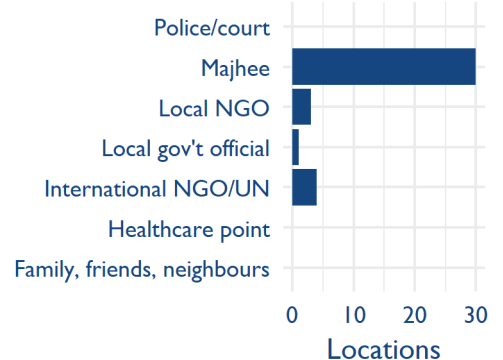 Police/court
Majhee
Local NGO
Local gov't official
International NGO/UN
Healthcare point
Family, friends, neighbours
0 10 20 30
Locations